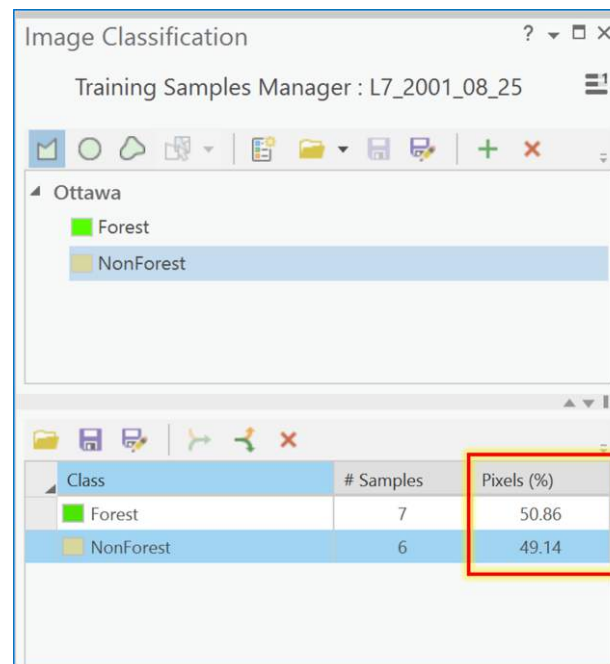 Image Classification ?
Training Samples Manager : L7_2001_08_25
Ottawa
Forest
NonForest
Class # Samples Pixels (%)
Forest 7 50.86
NonForest 6 49.14